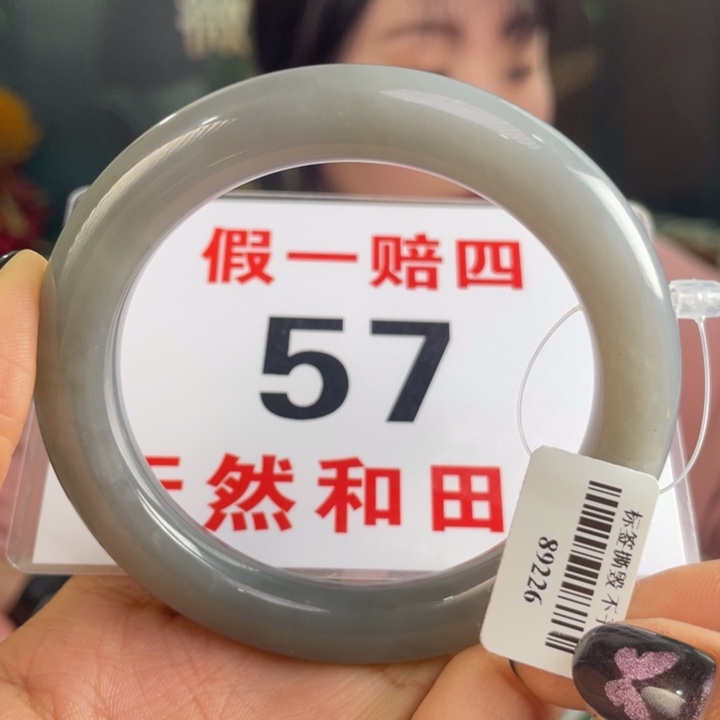 假一赔四
57
然和田
标签撕毁 不
89226